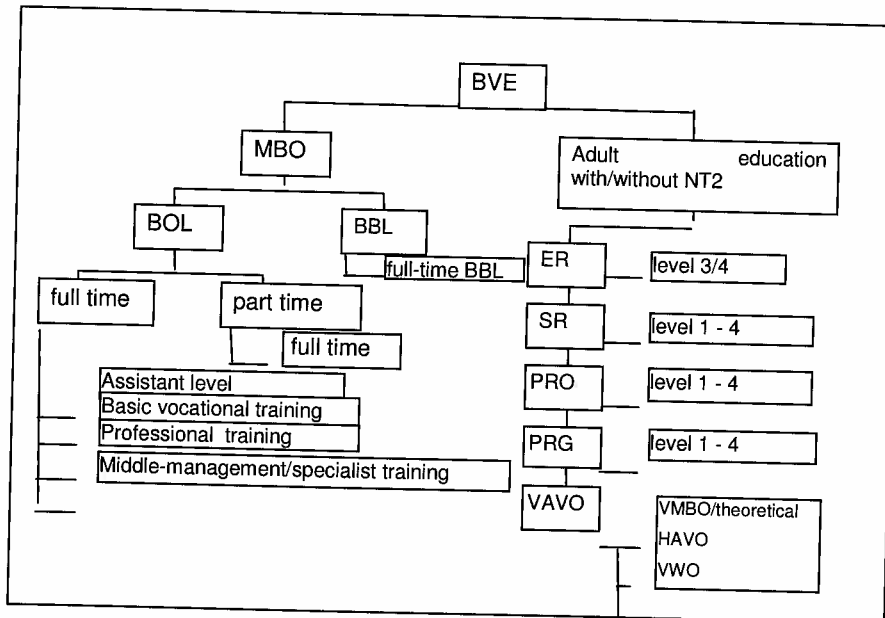 BVE
MBO
Adult education
with/without NT2
BOL
BBL
full-time BBL
ER
level 3/4
full time
part time
full time
SR
level 1 - 4
Assistant level
Basic vocational training
Professional training
Middle-management/specialist training
PRO
level 1 - 4
PRG
level 1 - 4
VAVO
VMBO/theoretical
HAVO
VWO